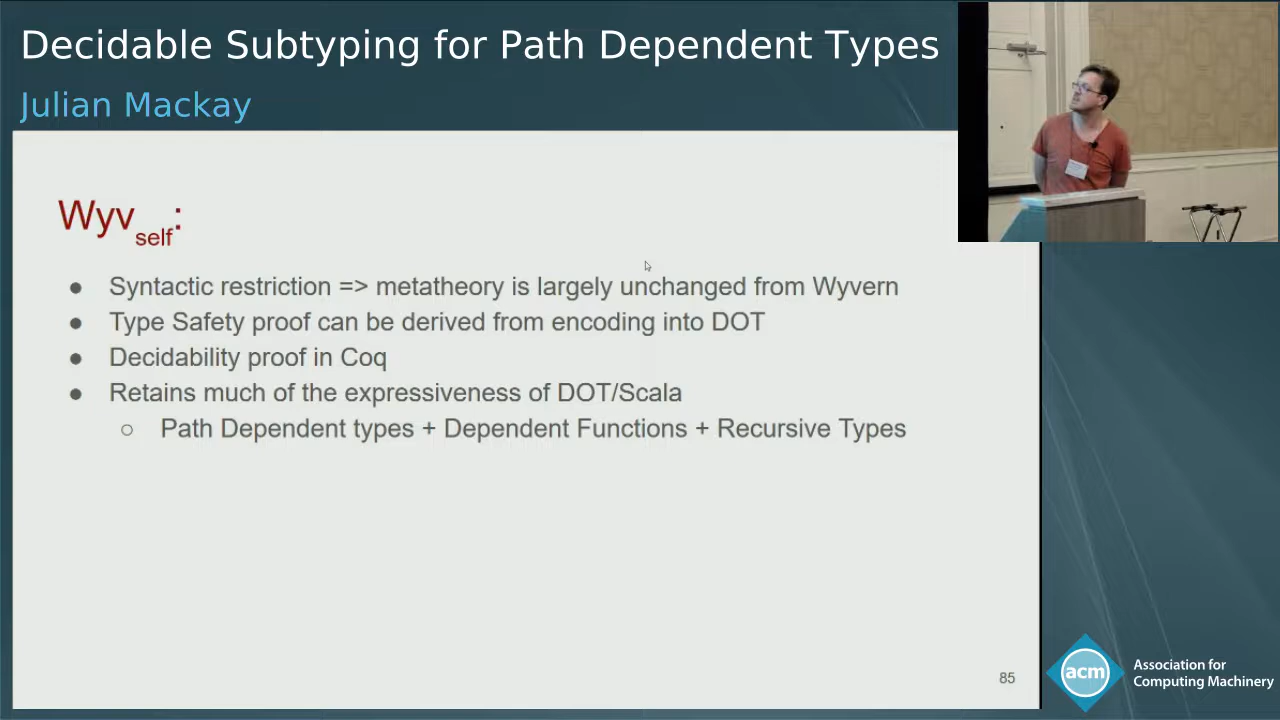 Decidable Subtyping for Path Dependent Types
Julian Mackay
Wyvself:
● Syntactic restriction => metatheory is largely unchanged from Wyvern
● Type Safety proof can be derived from encoding into DOT
● Decidability proof in Coq
● Retains much of the expressiveness of DOT/Scala
○ Path Dependent types + Dependent Functions + Recursive Types
85
acm
Association for
Computing Machinery